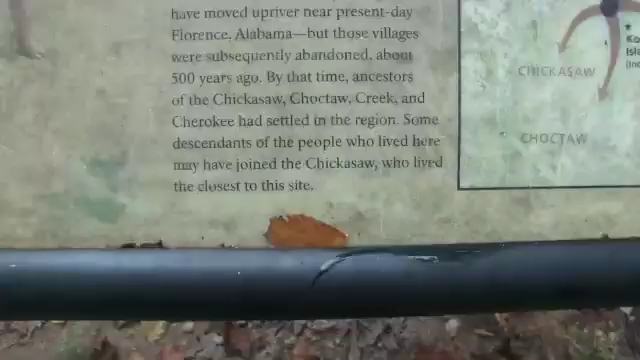 have moved upriver near present-day
Florence, Alabama—but those villages
were subsequently abandoned, about
500 years ago. By that time, ancestors
of the Chickasaw, Choctaw, Creek, and
Cherokee had settled in the region. Some
descendants of the people who lived here
may have joined the Chickasaw, who lived
the closest to this site.
CHICKASAW
CHOCTAW